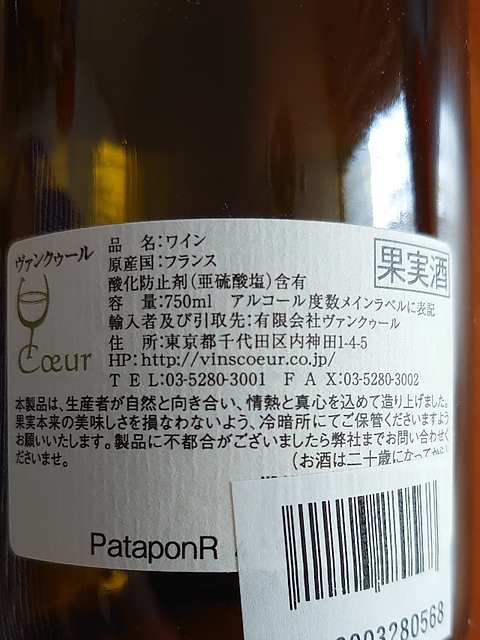 ヴァンクゥール
Cœur
果実酒
品　名:ワイン
原産国:フランス
酸化防止剤(亜硫酸塩)含有
容　量:750ml　アルコール度数メインラベルに表記
輸入者及び引取先:有限会社ヴァンクゥール
住　所:東京都千代田区内神田1-4-5
HP:http://vinscoeur.co.jp/
TEL:03-5280-3001　FAX:03-5280-3002
本製品は、生産者が自然と向き合い、情熱と真心を込めて造り上げました。
果実本来の美味しさを損なわないよう、冷暗所にてご保管くださいますよう
お願いいたします。製品に不都合がございましたら弊社までお問い合わせく
ださいませ。
(お酒は二十歳になってから)
PataponR
3280568